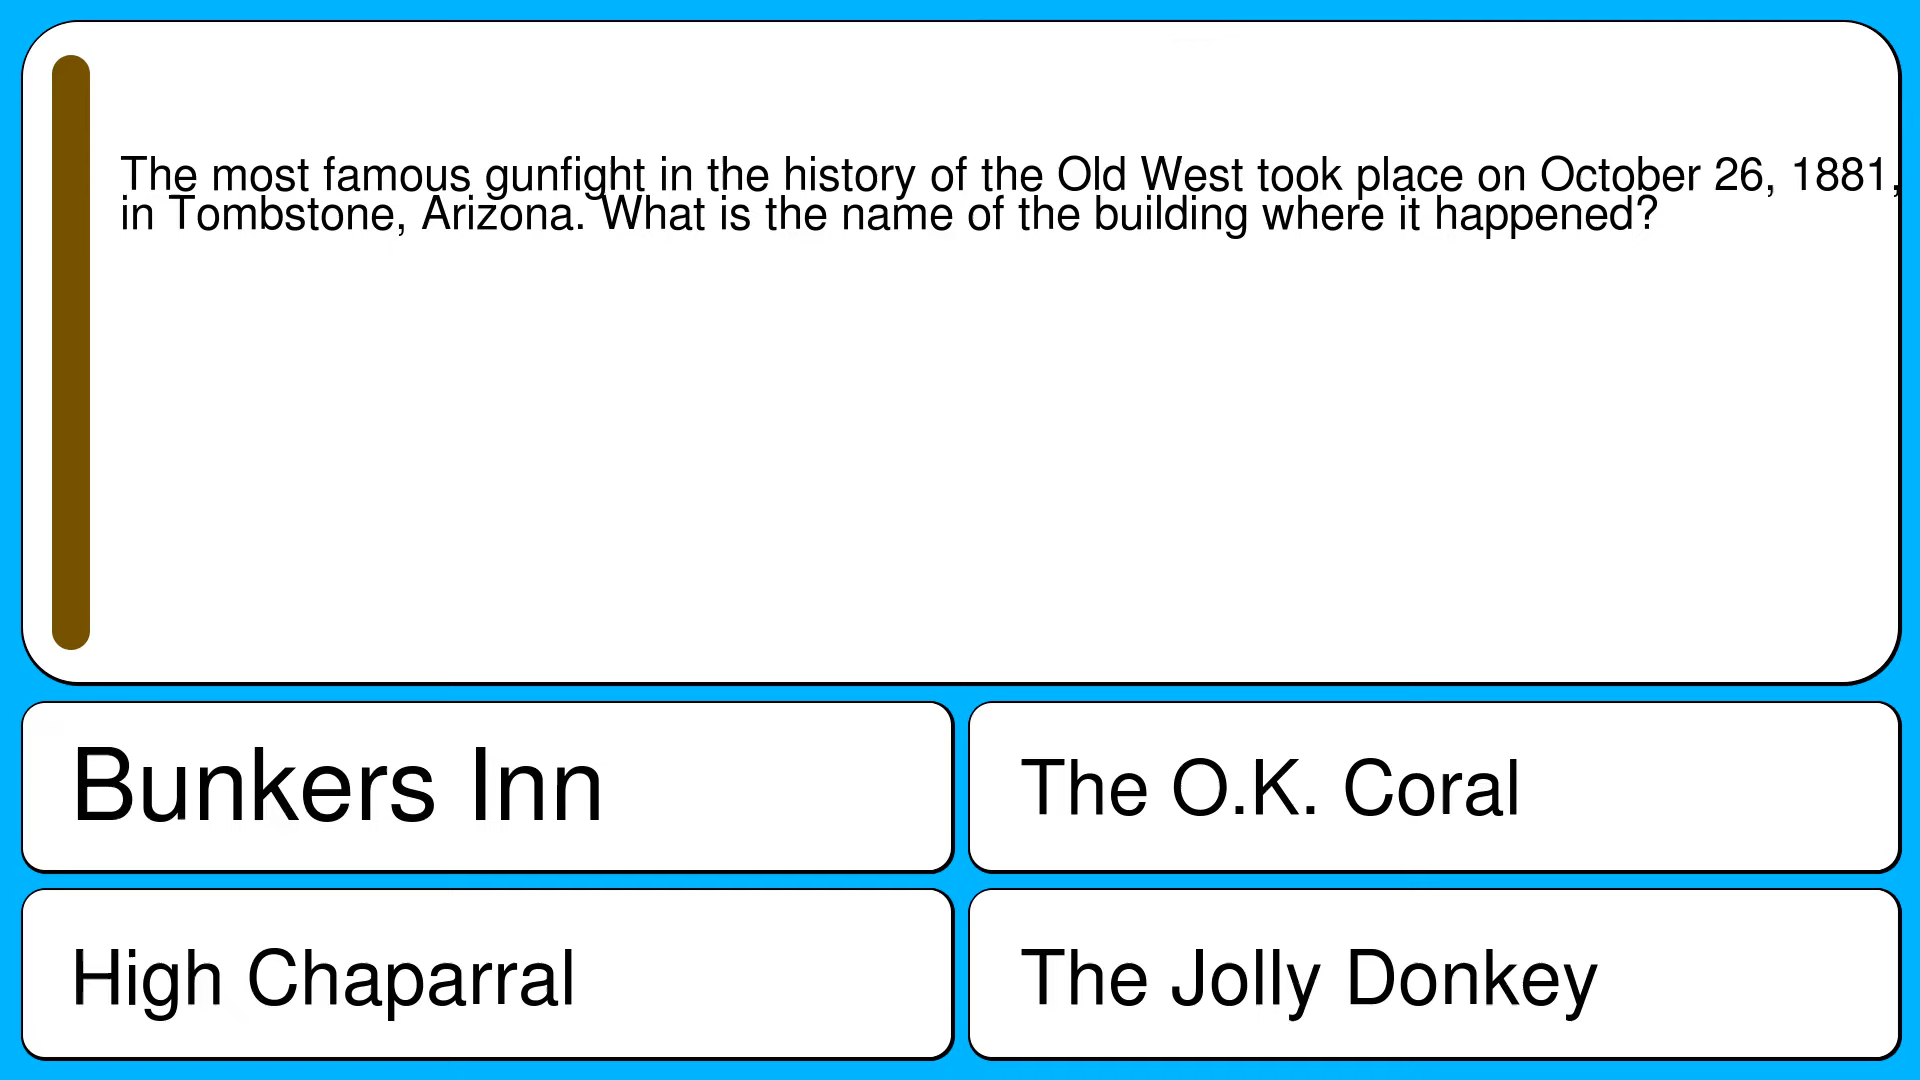 The most famous gunfight in the history of the Old West took place on October 26, 1881,
in Tombstone, Arizona. What is the name of the building where it happened?
Bunkers Inn
The O.K. Coral
High Chaparral
The Jolly Donkey